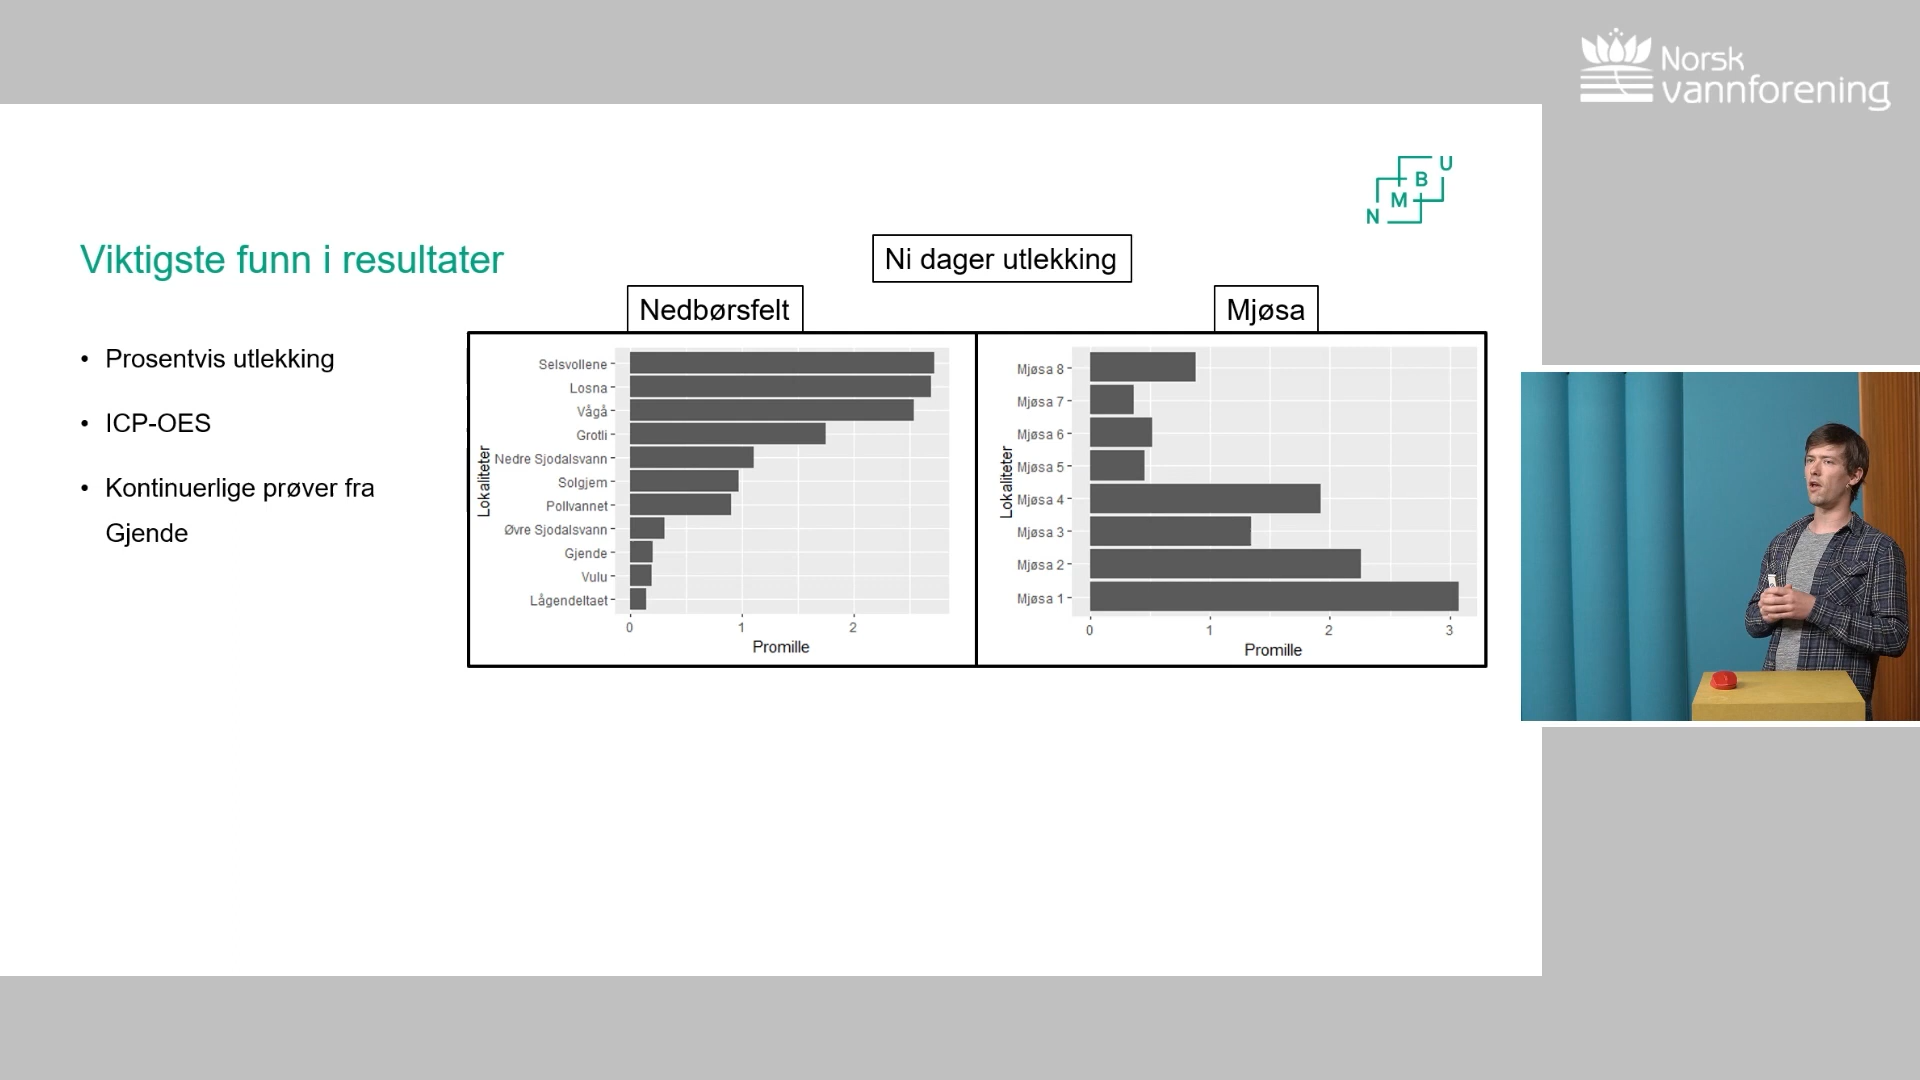 Norsk
vannforening
N M B U
Viktigste funn i resultater
Ni dager utlekking
Nedbørsfelt
Mjøsa
• Prosentvis utlekking
• ICP-OES
• Kontinuerlige prøver fra
Gjende
Lokaliteter
Selsvollene
Losna
Vågå
Grotli
Nedre Sjodalsvann
Solgjem
Pollvannet
Øvre Sjodalsvann
Gjende
Vulu
Lågendeltaet
0 1 2
Promille
Lokaliteter
Mjøsa 8
Mjøsa 7
Mjøsa 6
Mjøsa 5
Mjøsa 4
Mjøsa 3
Mjøsa 2
Mjøsa 1
0 1 2 3
Promille